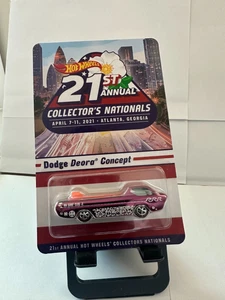 Hot Wheels
21ST
ANNUAL
COLLECTOR'S NATIONALS
APRIL 7-11, 2021 • ATLANTA, GEORGIA
Dodge Deora® Concept
21ST ANNUAL HOT WHEELS™ COLLECTORS NATIONALS